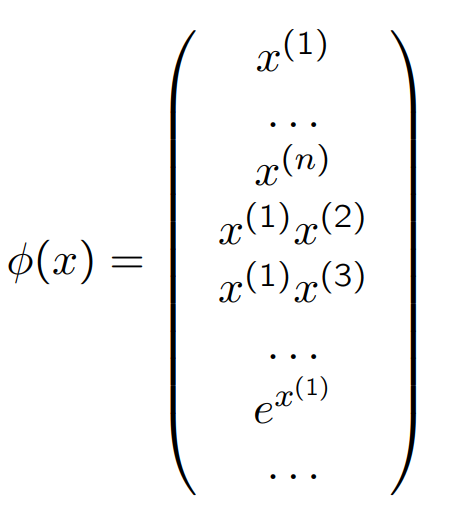 x^{(1)}
...
x^{(n)}
x^{(1)}x^{(2)}
ϕ(x) =
x^{(1)}x^{(3)}
...
e^{x^{(1)}}
...